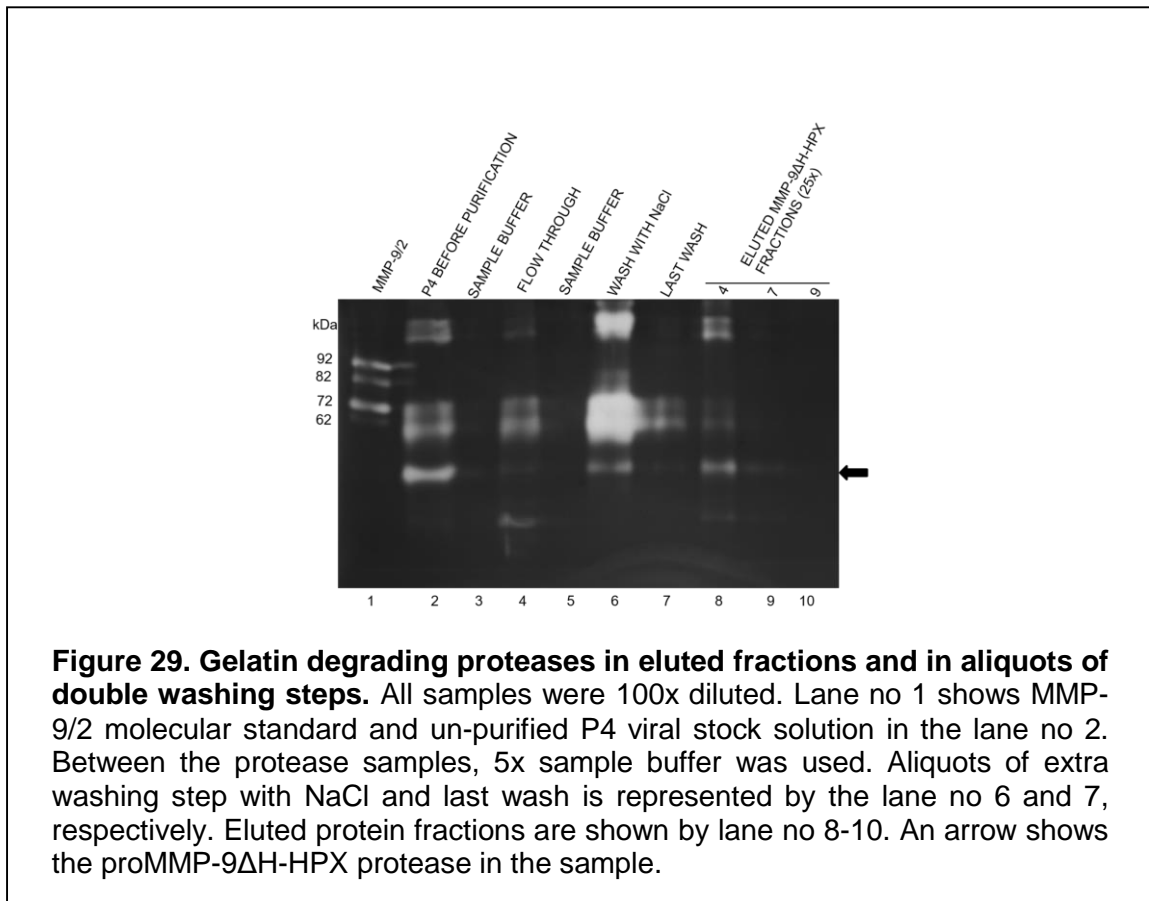 MMP-9/2
P4 BEFORE PURIFICATION
SAMPLE BUFFER
FLOW THROUGH
SAMPLE BUFFER
WASH WITH NaCl
LAST WASH
ELUTED MMP-9ΔH-HPX
FRACTIONS (25x)
4
7
9
kDa
92
82
72
62
1 2 3 4 5 6 7 8 9 10
Figure 29. Gelatin degrading proteases in eluted fractions and in aliquots of
double washing steps. All samples were 100x diluted. Lane no 1 shows MMP-
9/2 molecular standard and un-purified P4 viral stock solution in the lane no 2.
Between the protease samples, 5x sample buffer was used. Aliquots of extra
washing step with NaCl and last wash is represented by the lane no 6 and 7,
respectively. Eluted protein fractions are shown by lane no 8-10. An arrow shows
the proMMP-9ΔH-HPX protease in the sample.